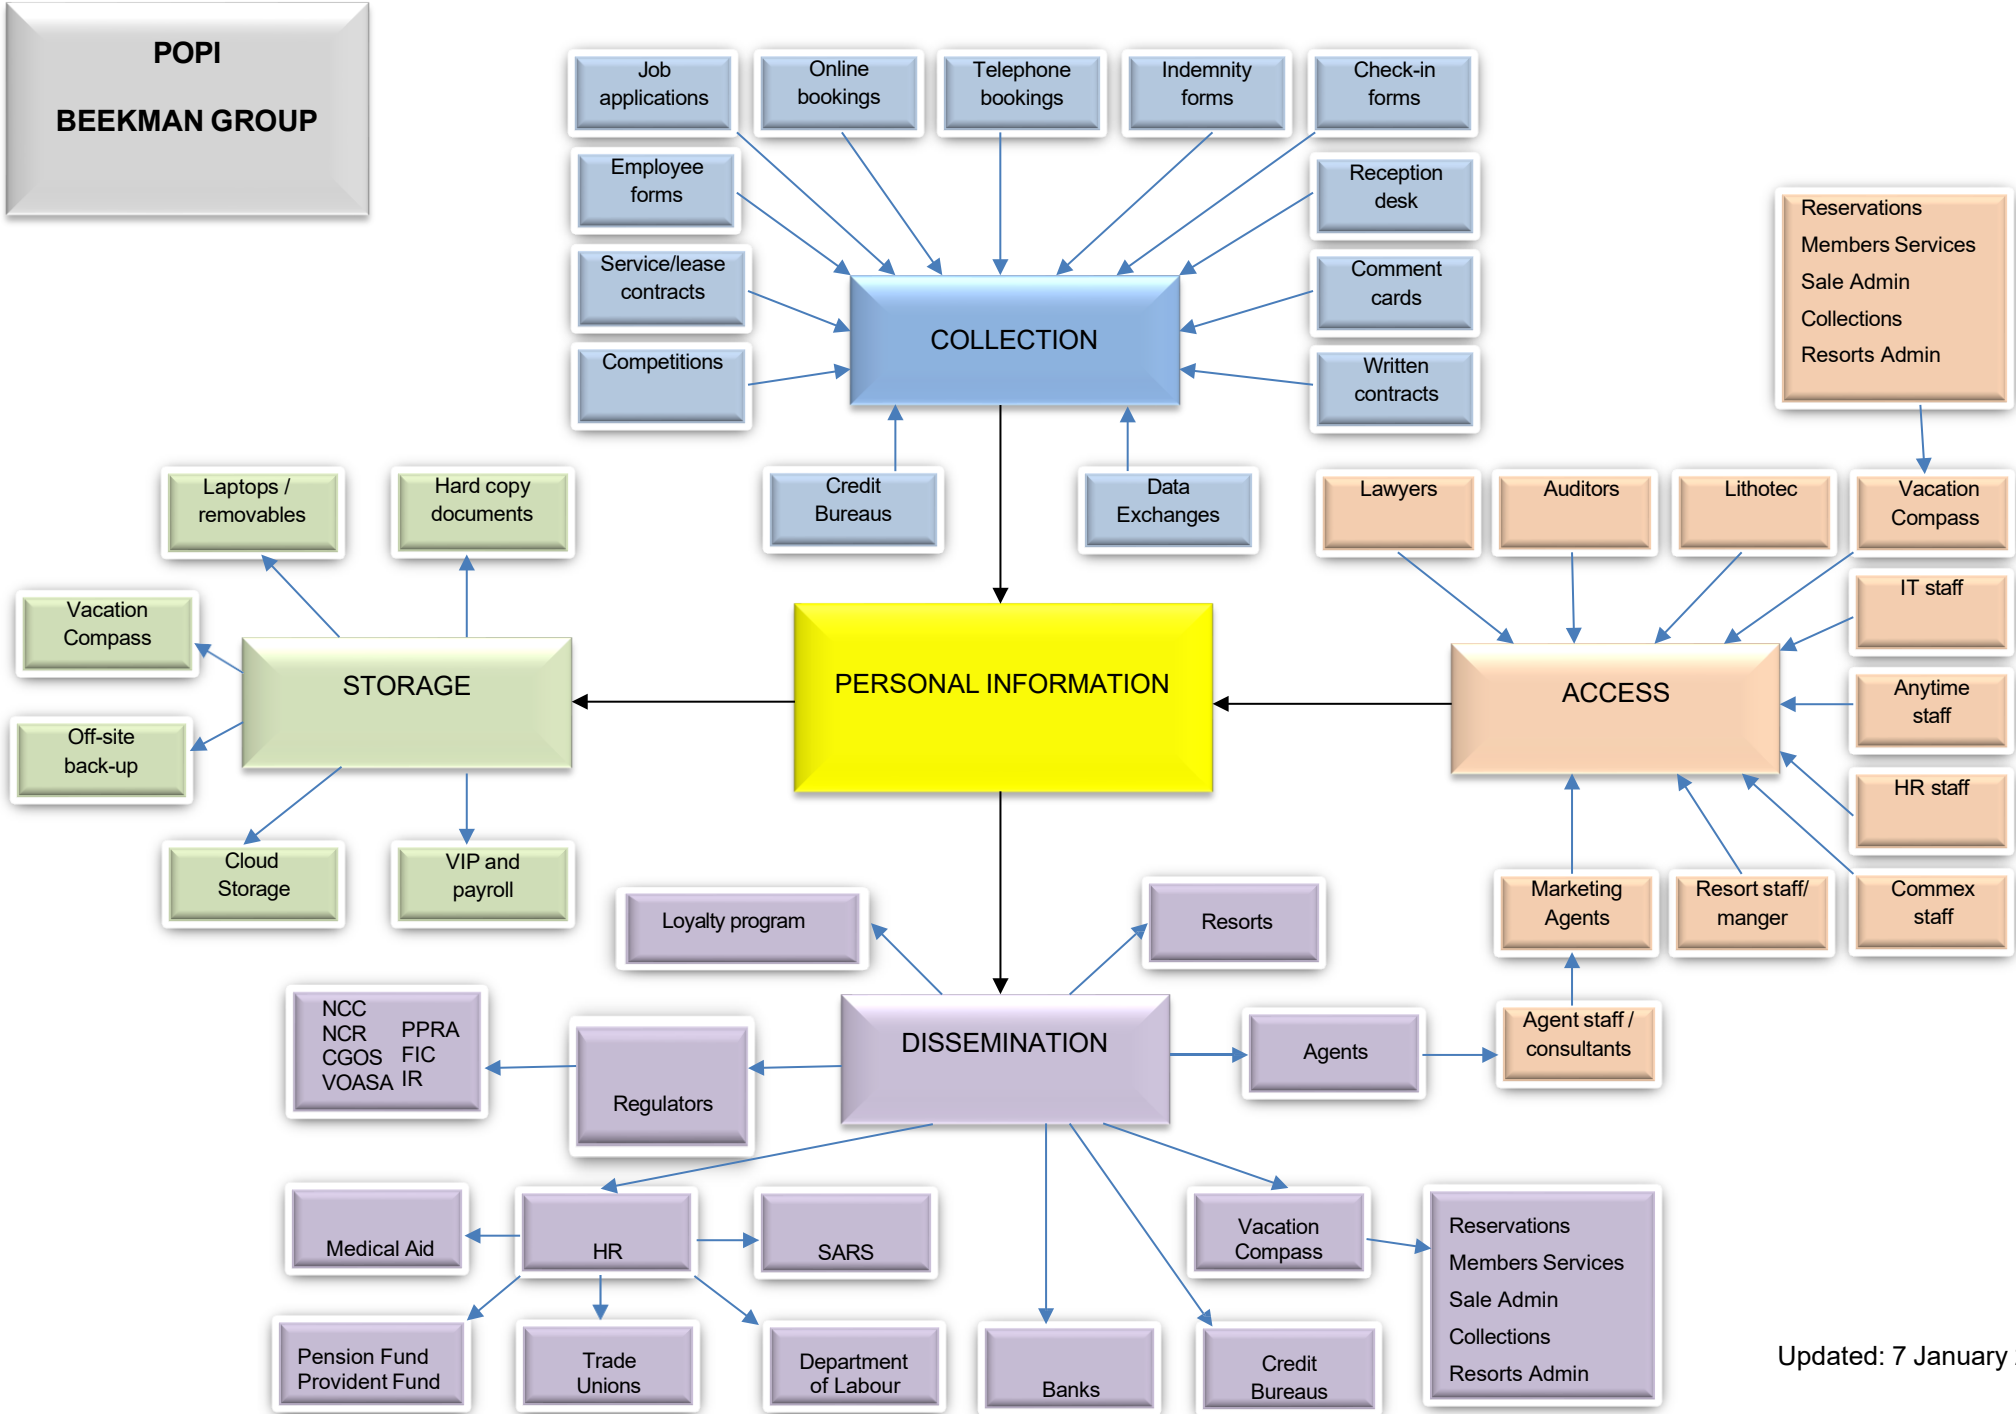 POPI
BEEKMAN GROUP
Job
applications
Online
bookings
Telephone
bookings
Indemnity
forms
Check-in
forms
Employee
forms
Reception
desk
Service/lease
contracts
Comment
cards
Competitions
Written
contracts
COLLECTION
Credit
Bureaus
Data
Exchanges
Reservations
Members Services
Sale Admin
Collections
Resorts Admin
Laptops /
removables
Hard copy
documents
Vacation
Compass
Off-site
back-up
STORAGE
Cloud
Storage
VIP and
payroll
PERSONAL INFORMATION
Lawyers
Auditors
Lithotec
Vacation
Compass
IT staff
ACCESS
Anytime
staff
HR staff
Marketing
Agents
Resort staff/
manger
Commex
staff
Agent staff /
consultants
Loyalty program
Resorts
DISSEMINATION
Agents
NCC
NCR
CGOS
VOASA
PPRA
FIC
IR
Regulators
Medical Aid
HR
SARS
Pension Fund
Provident Fund
Trade
Unions
Department
of Labour
Banks
Credit
Bureaus
Vacation
Compass
Reservations
Members Services
Sale Admin
Collections
Resorts Admin
Updated: 7 January